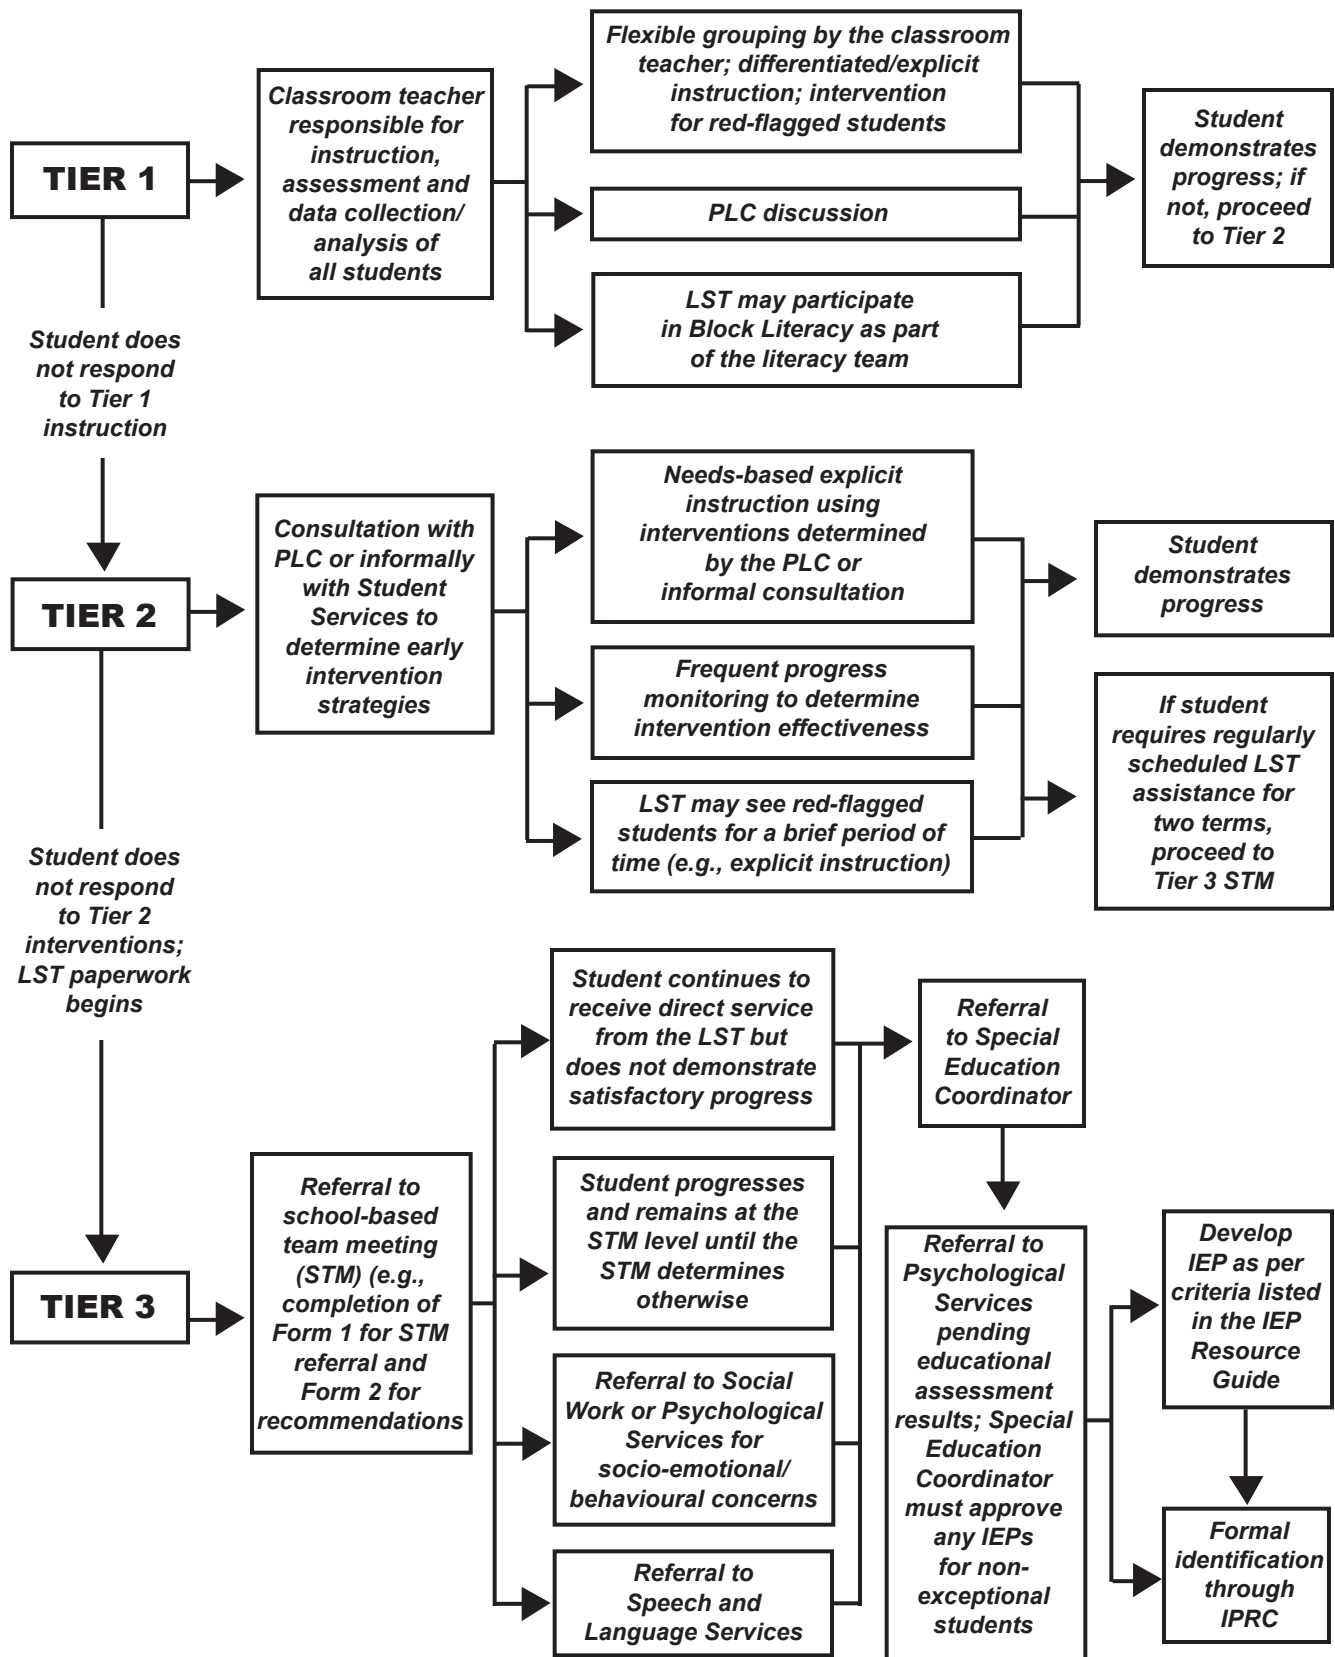 TIER 1
Classroom teacher
responsible for
instruction,
assessment and
data collection/
analysis of
all students
Flexible grouping by the classroom
teacher; differentiated/explicit
instruction; intervention
for red-flagged students
PLC discussion
LST may participate
in Block Literacy as part
of the literacy team
Student
demonstrates
progress; if
not, proceed
to Tier 2
Student does
not respond
to Tier 1
instruction
TIER 2
Consultation with
PLC or informally
with Student
Services to
determine early
intervention
strategies
Needs-based explicit
instruction using
interventions determined
by the PLC or
informal consultation
Frequent progress
monitoring to determine
intervention effectiveness
LST may see red-flagged
students for a brief period of
time (e.g., explicit instruction)
Student
demonstrates
progress
If student
requires regularly
scheduled LST
assistance for
two terms,
proceed to
Tier 3 STM
Student does
not respond
to Tier 2
interventions;
LST paperwork
begins
TIER 3
Referral to
school-based
team meeting
(STM) (e.g.,
completion of
Form 1 for STM
referral and
Form 2 for
recommendations
Student continues to
receive direct service
from the LST but
does not demonstrate
satisfactory progress
Student progresses
and remains at the
STM level until the
STM determines
otherwise
Referral to Social
Work or Psychological
Services for
socio-emotional/
behavioural concerns
Referral to
Speech and
Language Services
Referral
to Special
Education
Coordinator
Referral to
Psychological
Services
pending
educational
assessment
results; Special
Education
Coordinator
must approve
any IEPs
for non-
exceptional
students
Develop
IEP as per
criteria listed
in the IEP
Resource
Guide
Formal
identification
through
IPRC